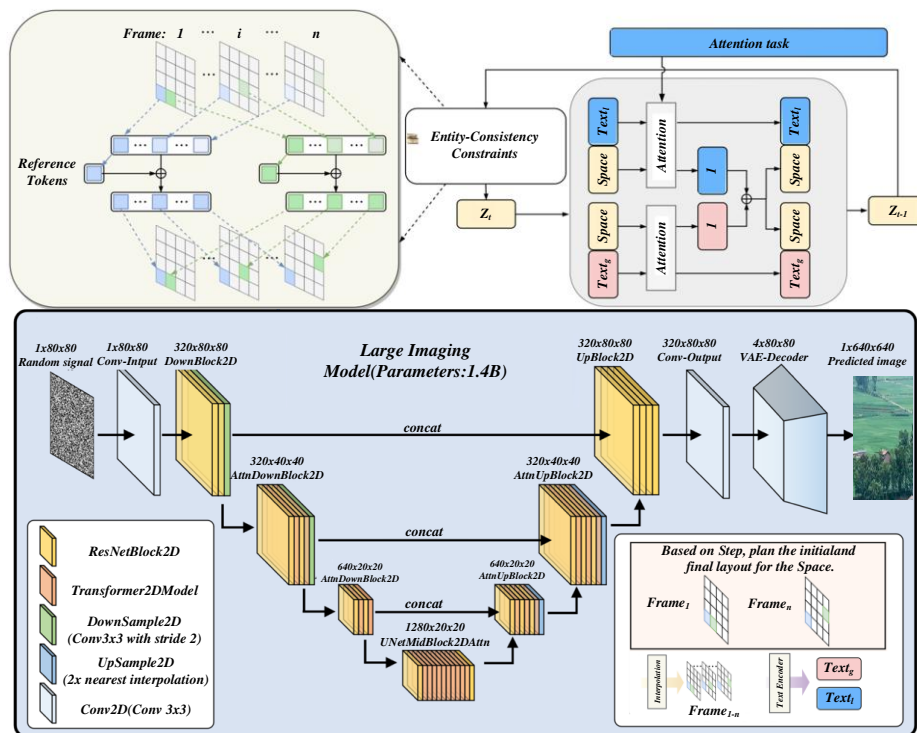 Frame: 1 ... i ... n
Reference
Tokens
Entity-Consistency
Constraints
Z_t
Attention task
Text_l
Space
Space
Text_g
Attention
Attention
1
1
Text_l
Space
Space
Text_g
Z_{t-1}
Large Imaging
Model(Parameters:1.4B)
1x80x80
Random signal
1x80x80
Conv-Intput
320x80x80
DownBlock2D
320x80x80
UpBlock2D
320x80x80
Conv-Output
4x80x80
VAE-Decoder
1x640x640
Predicted image
concat
320x40x40
AttnDownBlock2D
320x40x40
AttnUpBlock2D
concat
640x20x20
AttnDownBlock2D
640x20x20
AttnUpBlock2D
concat
1280x20x20
UNetMidBlock2DAttn
ResNetBlock2D
Transformer2DModel
DownSample2D
(Conv3x3 with stride 2)
UpSample2D
(2x nearest interpolation)
Conv2D(Conv 3x3)
Based on Step, plan the initialand
final layout for the Space.
Frame_1
Frame_n
Interpolation
Frame_{1-n}
Text Encoder
Text_g
Text_l